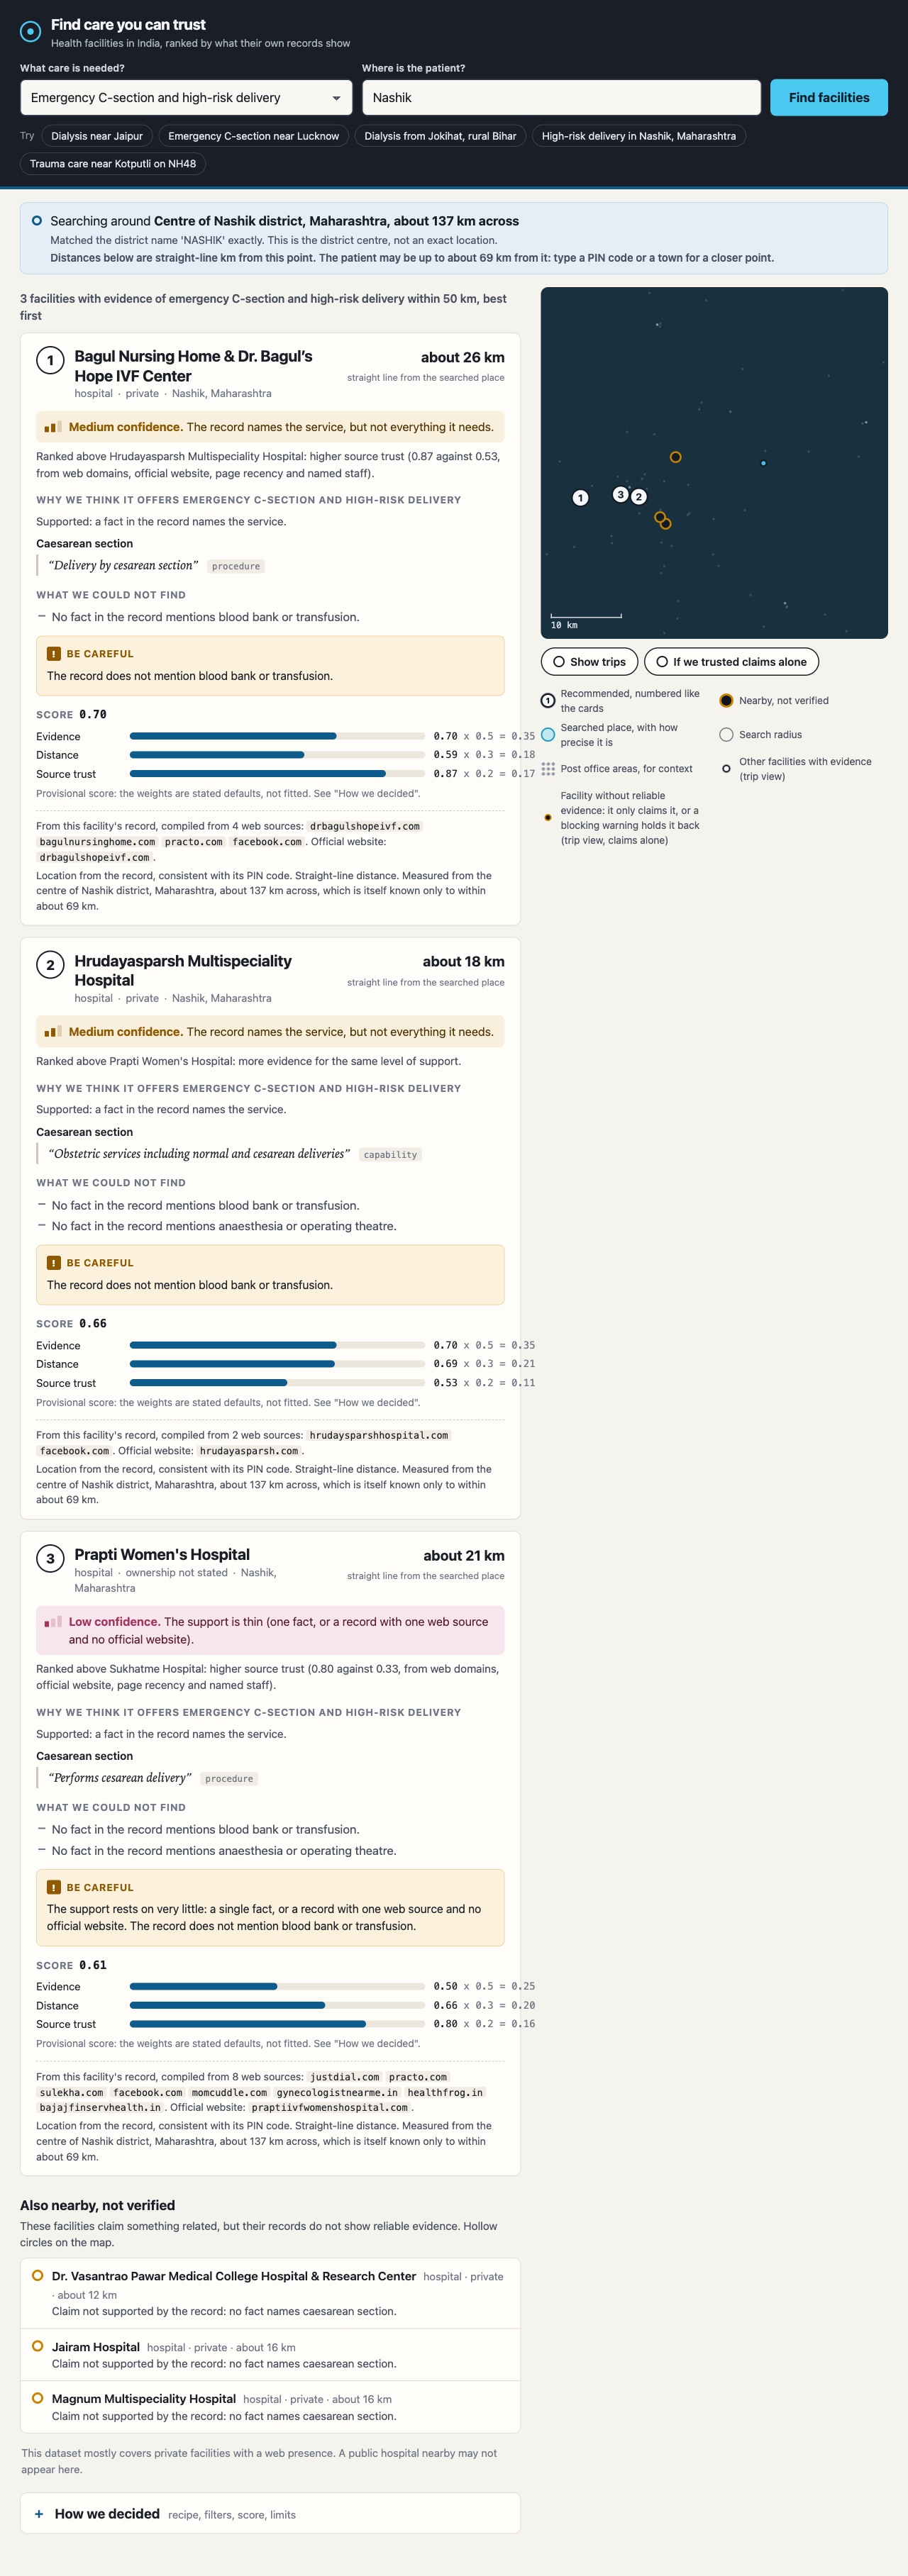 Find care you can trust
Health facilities in India, ranked by what their own records show
What care is needed?
Where is the patient?
Emergency C-section and high-risk delivery
Nashik
Find facilities
Try
Dialysis near Jaipur
Emergency C-section near Lucknow
Dialysis from Jokihat, rural Bihar
High-risk delivery in Nashik, Maharashtra
Trauma care near Kotputli on NH48
Searching around Centre of Nashik district, Maharashtra, about 137 km across
Matched the district name 'NASHIK' exactly. This is the district centre, not an exact location.
Distances below are straight-line km from this point. The patient may be up to about 69 km from it: type a PIN code or a town for a closer point.
3 facilities with evidence of emergency C-section and high-risk delivery within 50 km, best
first
1
Bagul Nursing Home & Dr. Bagul's
Hope IVF Center
hospital · private · Nashik, Maharashtra
about 26 km
straight line from the searched place
Medium confidence. The record names the service, but not everything it needs.
Ranked above Hrudayasparsh Multispeciality Hospital: higher source trust (0.87 against 0.53,
from web domains, official website, page recency and named staff).
WHY WE THINK IT OFFERS EMERGENCY C-SECTION AND HIGH-RISK DELIVERY
Supported: a fact in the record names the service.
Caesarean section
“Delivery by cesarean section” procedure
WHAT WE COULD NOT FIND
– No fact in the record mentions blood bank or transfusion.
! BE CAREFUL
The record does not mention blood bank or transfusion.
SCORE 0.70
Evidence 0.70 x 0.5 = 0.35
Distance 0.59 x 0.3 = 0.18
Source trust 0.87 x 0.2 = 0.17
Provisional score: the weights are stated defaults, not fitted. See "How we decided".
From this facility's record, compiled from 4 web sources: drbagulshopeivf.com
bagulnursinghome.com practo.com facebook.com. Official website:
drbagulshopeivf.com.
Location from the record, consistent with its PIN code. Straight-line distance. Measured from the
centre of Nashik district, Maharashtra, about 137 km across, which is itself known only to within
about 69 km.
2
Hrudayasparsh Multispeciality
Hospital
hospital · private · Nashik, Maharashtra
about 18 km
straight line from the searched place
Medium confidence. The record names the service, but not everything it needs.
Ranked above Prapti Women's Hospital: more evidence for the same level of support.
WHY WE THINK IT OFFERS EMERGENCY C-SECTION AND HIGH-RISK DELIVERY
Supported: a fact in the record names the service.
Caesarean section
“Obstetric services including normal and cesarean deliveries” capability
WHAT WE COULD NOT FIND
– No fact in the record mentions blood bank or transfusion.
– No fact in the record mentions anaesthesia or operating theatre.
! BE CAREFUL
The record does not mention blood bank or transfusion.
SCORE 0.66
Evidence 0.70 x 0.5 = 0.35
Distance 0.69 x 0.3 = 0.21
Source trust 0.53 x 0.2 = 0.11
Provisional score: the weights are stated defaults, not fitted. See "How we decided".
From this facility's record, compiled from 2 web sources: hrudaysparshhospital.com
facebook.com. Official website: hrudayasparsh.com.
Location from the record, consistent with its PIN code. Straight-line distance. Measured from the
centre of Nashik district, Maharashtra, about 137 km across, which is itself known only to within
about 69 km.
3
Prapti Women's Hospital
hospital · ownership not stated · Nashik,
Maharashtra
about 21 km
straight line from the searched place
Low confidence. The support is thin (one fact, or a record with one web source
and no official website).
Ranked above Sukhatme Hospital: higher source trust (0.80 against 0.33, from web domains,
official website, page recency and named staff).
WHY WE THINK IT OFFERS EMERGENCY C-SECTION AND HIGH-RISK DELIVERY
Supported: a fact in the record names the service.
Caesarean section
“Performs cesarean delivery” procedure
WHAT WE COULD NOT FIND
– No fact in the record mentions blood bank or transfusion.
– No fact in the record mentions anaesthesia or operating theatre.
! BE CAREFUL
The support rests on very little: a single fact, or a record with one web source and no
official website. The record does not mention blood bank or transfusion.
SCORE 0.61
Evidence 0.50 x 0.5 = 0.25
Distance 0.66 x 0.3 = 0.20
Source trust 0.80 x 0.2 = 0.16
Provisional score: the weights are stated defaults, not fitted. See "How we decided".
From this facility's record, compiled from 8 web sources: justdial.com practo.com
sulekha.com facebook.com momcuddle.com gynecologistnearme.in healthfrog.in
bajajfinservhealth.in. Official website: praptiivfwomenshospital.com.
Location from the record, consistent with its PIN code. Straight-line distance. Measured from the
centre of Nashik district, Maharashtra, about 137 km across, which is itself known only to within
about 69 km.
Also nearby, not verified
These facilities claim something related, but their records do not show reliable evidence. Hollow
circles on the map.
Dr. Vasantrao Pawar Medical College Hospital & Research Center hospital · private
· about 12 km
Claim not supported by the record: no fact names caesarean section.
Jairam Hospital hospital · private · about 16 km
Claim not supported by the record: no fact names caesarean section.
Magnum Multispeciality Hospital hospital · private · about 16 km
Claim not supported by the record: no fact names caesarean section.
This dataset mostly covers private facilities with a web presence. A public hospital nearby may not
appear here.
+ How we decided recipe, filters, score, limits
1
3
2
10 km
Show trips
If we trusted claims alone
1
Recommended, numbered like
the cards
Nearby, not verified
Searched place, with how
precise it is
Search radius
Post office areas, for context
Other facilities with evidence
(trip view)
Facility without reliable
evidence: it only claims it, or a
blocking warning holds it back
(trip view, claims alone)